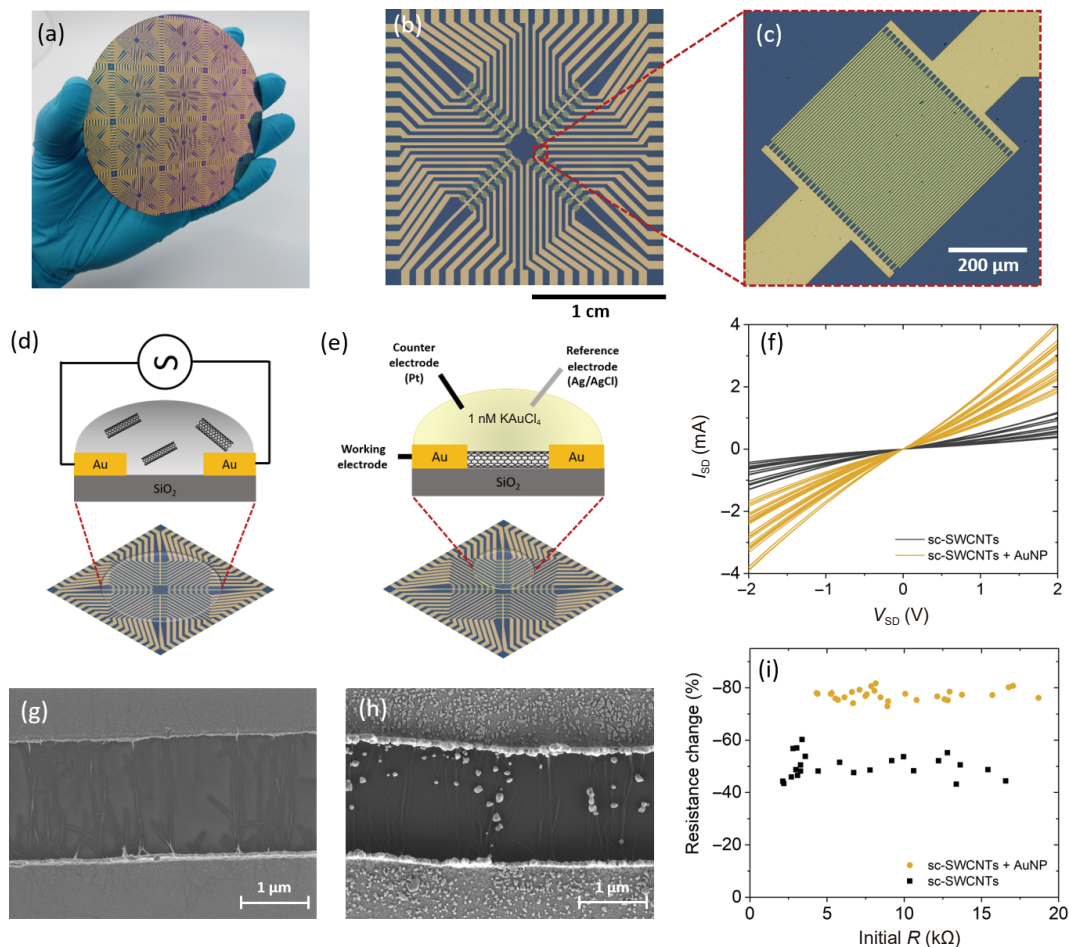 (a)
(b)
(c)
200 µm
1 cm
(d)
Au
Au
SiO2
(e)
Counter
electrode
(Pt)
Reference
electrode
(Ag/AgCl)
1 nM KAuCl4
Working
electrode
Au
Au
SiO2
(f)
4
2
0
−2
−4
ISD (mA)
sc-SWCNTs
sc-SWCNTs + AuNP
−2
−1
0
1
2
VSD (V)
(g)
1 µm
(h)
1 µm
(i)
−80
−60
−40
−20
0
Resistance change (%)
sc-SWCNTs + AuNP
sc-SWCNTs
0
5
10
15
20
Initial R (kΩ)